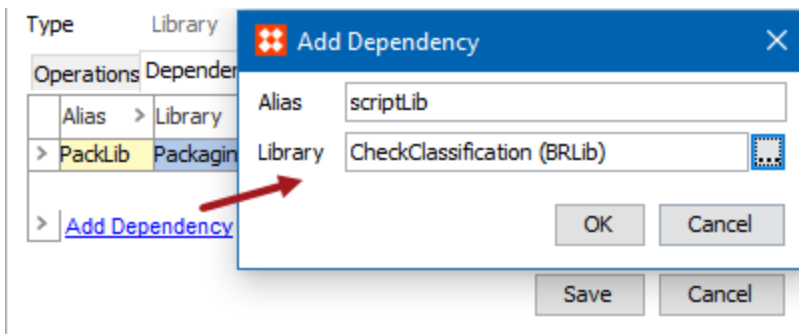 Type Library
Operations Dependen
Alias > Library
> PackLib Packagin
> Add Dependency
Add Dependency
Alias scriptLib
Library CheckClassification (BRLib) ...
OK Cancel
Save Cancel